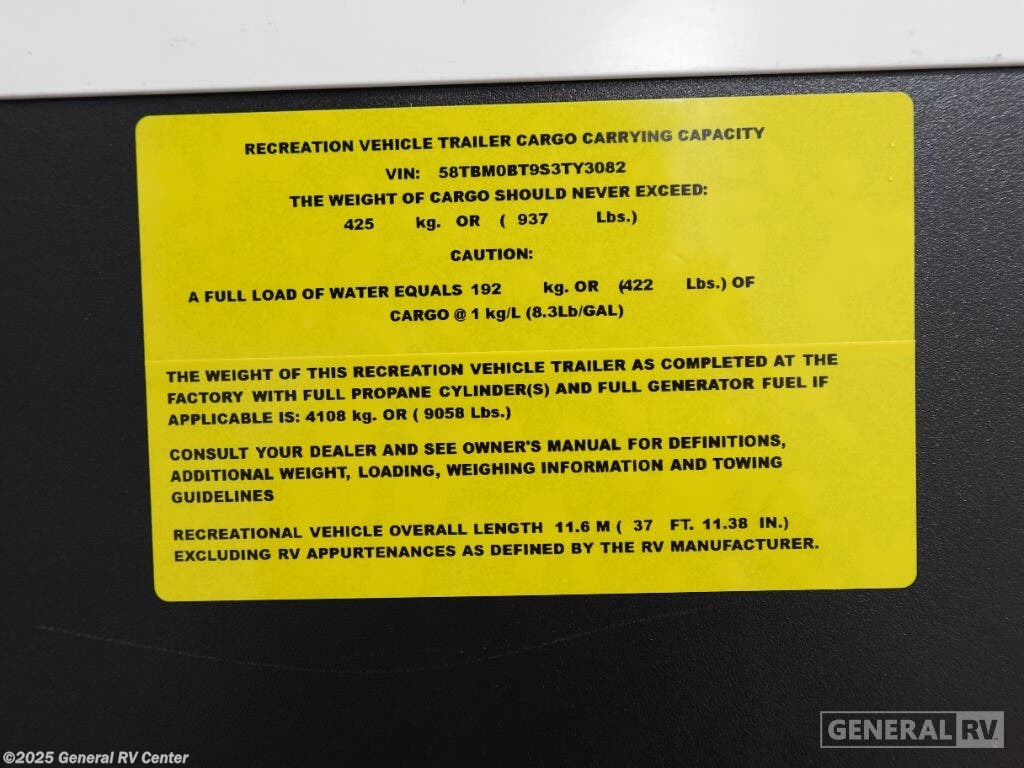 RECREATION VEHICLE TRAILER CARGO CARRYING CAPACITY
VIN: 58TBM0BT9S3TY3082
THE WEIGHT OF CARGO SHOULD NEVER EXCEED:
425 kg. OR ( 937 Lbs.)
CAUTION:
A FULL LOAD OF WATER EQUALS 192 kg. OR (422 Lbs.) OF
CARGO @ 1 kg/L (8.3Lb/GAL)
THE WEIGHT OF THIS RECREATION VEHICLE TRAILER AS COMPLETED AT THE
FACTORY WITH FULL PROPANE CYLINDER(S) AND FULL GENERATOR FUEL IF
APPLICABLE IS: 4108 kg. OR ( 9058 Lbs.)
CONSULT YOUR DEALER AND SEE OWNER'S MANUAL FOR DEFINITIONS,
ADDITIONAL WEIGHT, LOADING, WEIGHING INFORMATION AND TOWING
GUIDELINES
RECREATIONAL VEHICLE OVERALL LENGTH 11.6 M ( 37 FT. 11.38 IN.)
EXCLUDING RV APPURTENANCES AS DEFINED BY THE RV MANUFACTURER.
GENERAL RV
©2025 General RV Center